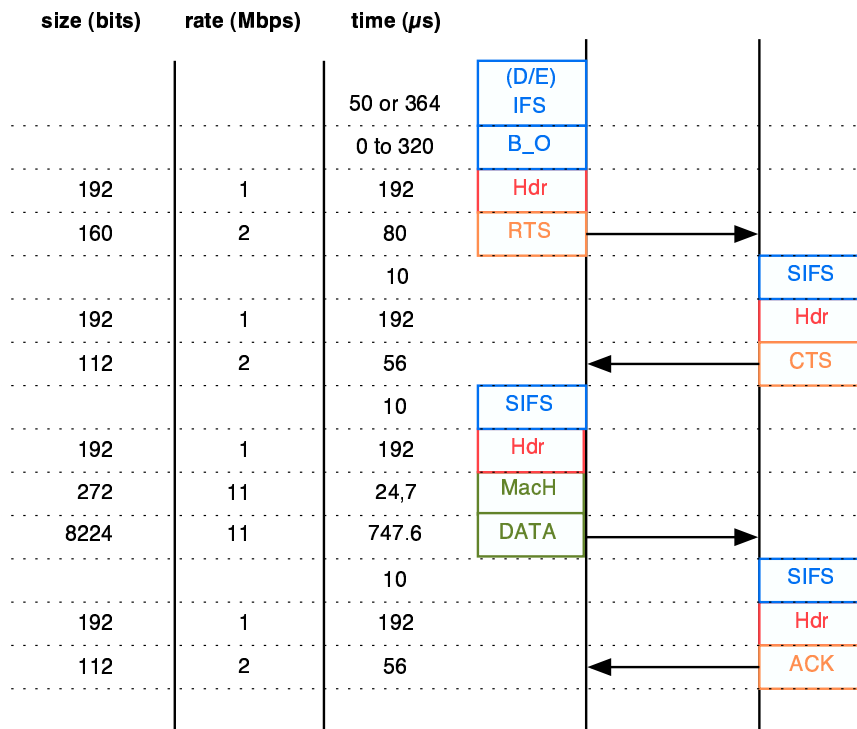 size (bits) rate (Mbps) time (µs)
(D/E)
50 or 364 IFS
0 to 320 B_O
192 1 192 Hdr
160 2 80 RTS
10 SIFS
192 1 192 Hdr
112 2 56 CTS
10 SIFS
192 1 192 Hdr
272 11 24,7 MacH
8224 11 747.6 DATA
10 SIFS
192 1 192 Hdr
112 2 56 ACK